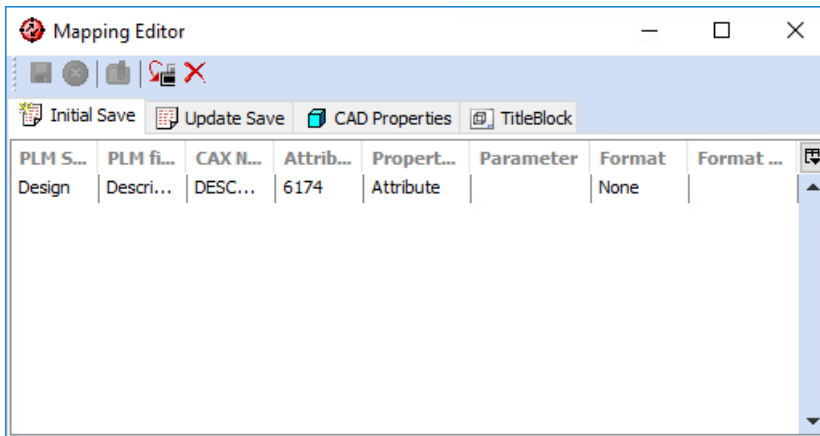 Mapping Editor
Initial Save Update Save CAD Properties TitleBlock
PLM S... PLM fi... CAX N... Attrib... Propert... Parameter Format Format ...
Design Descri... DESC... 6174 Attribute None